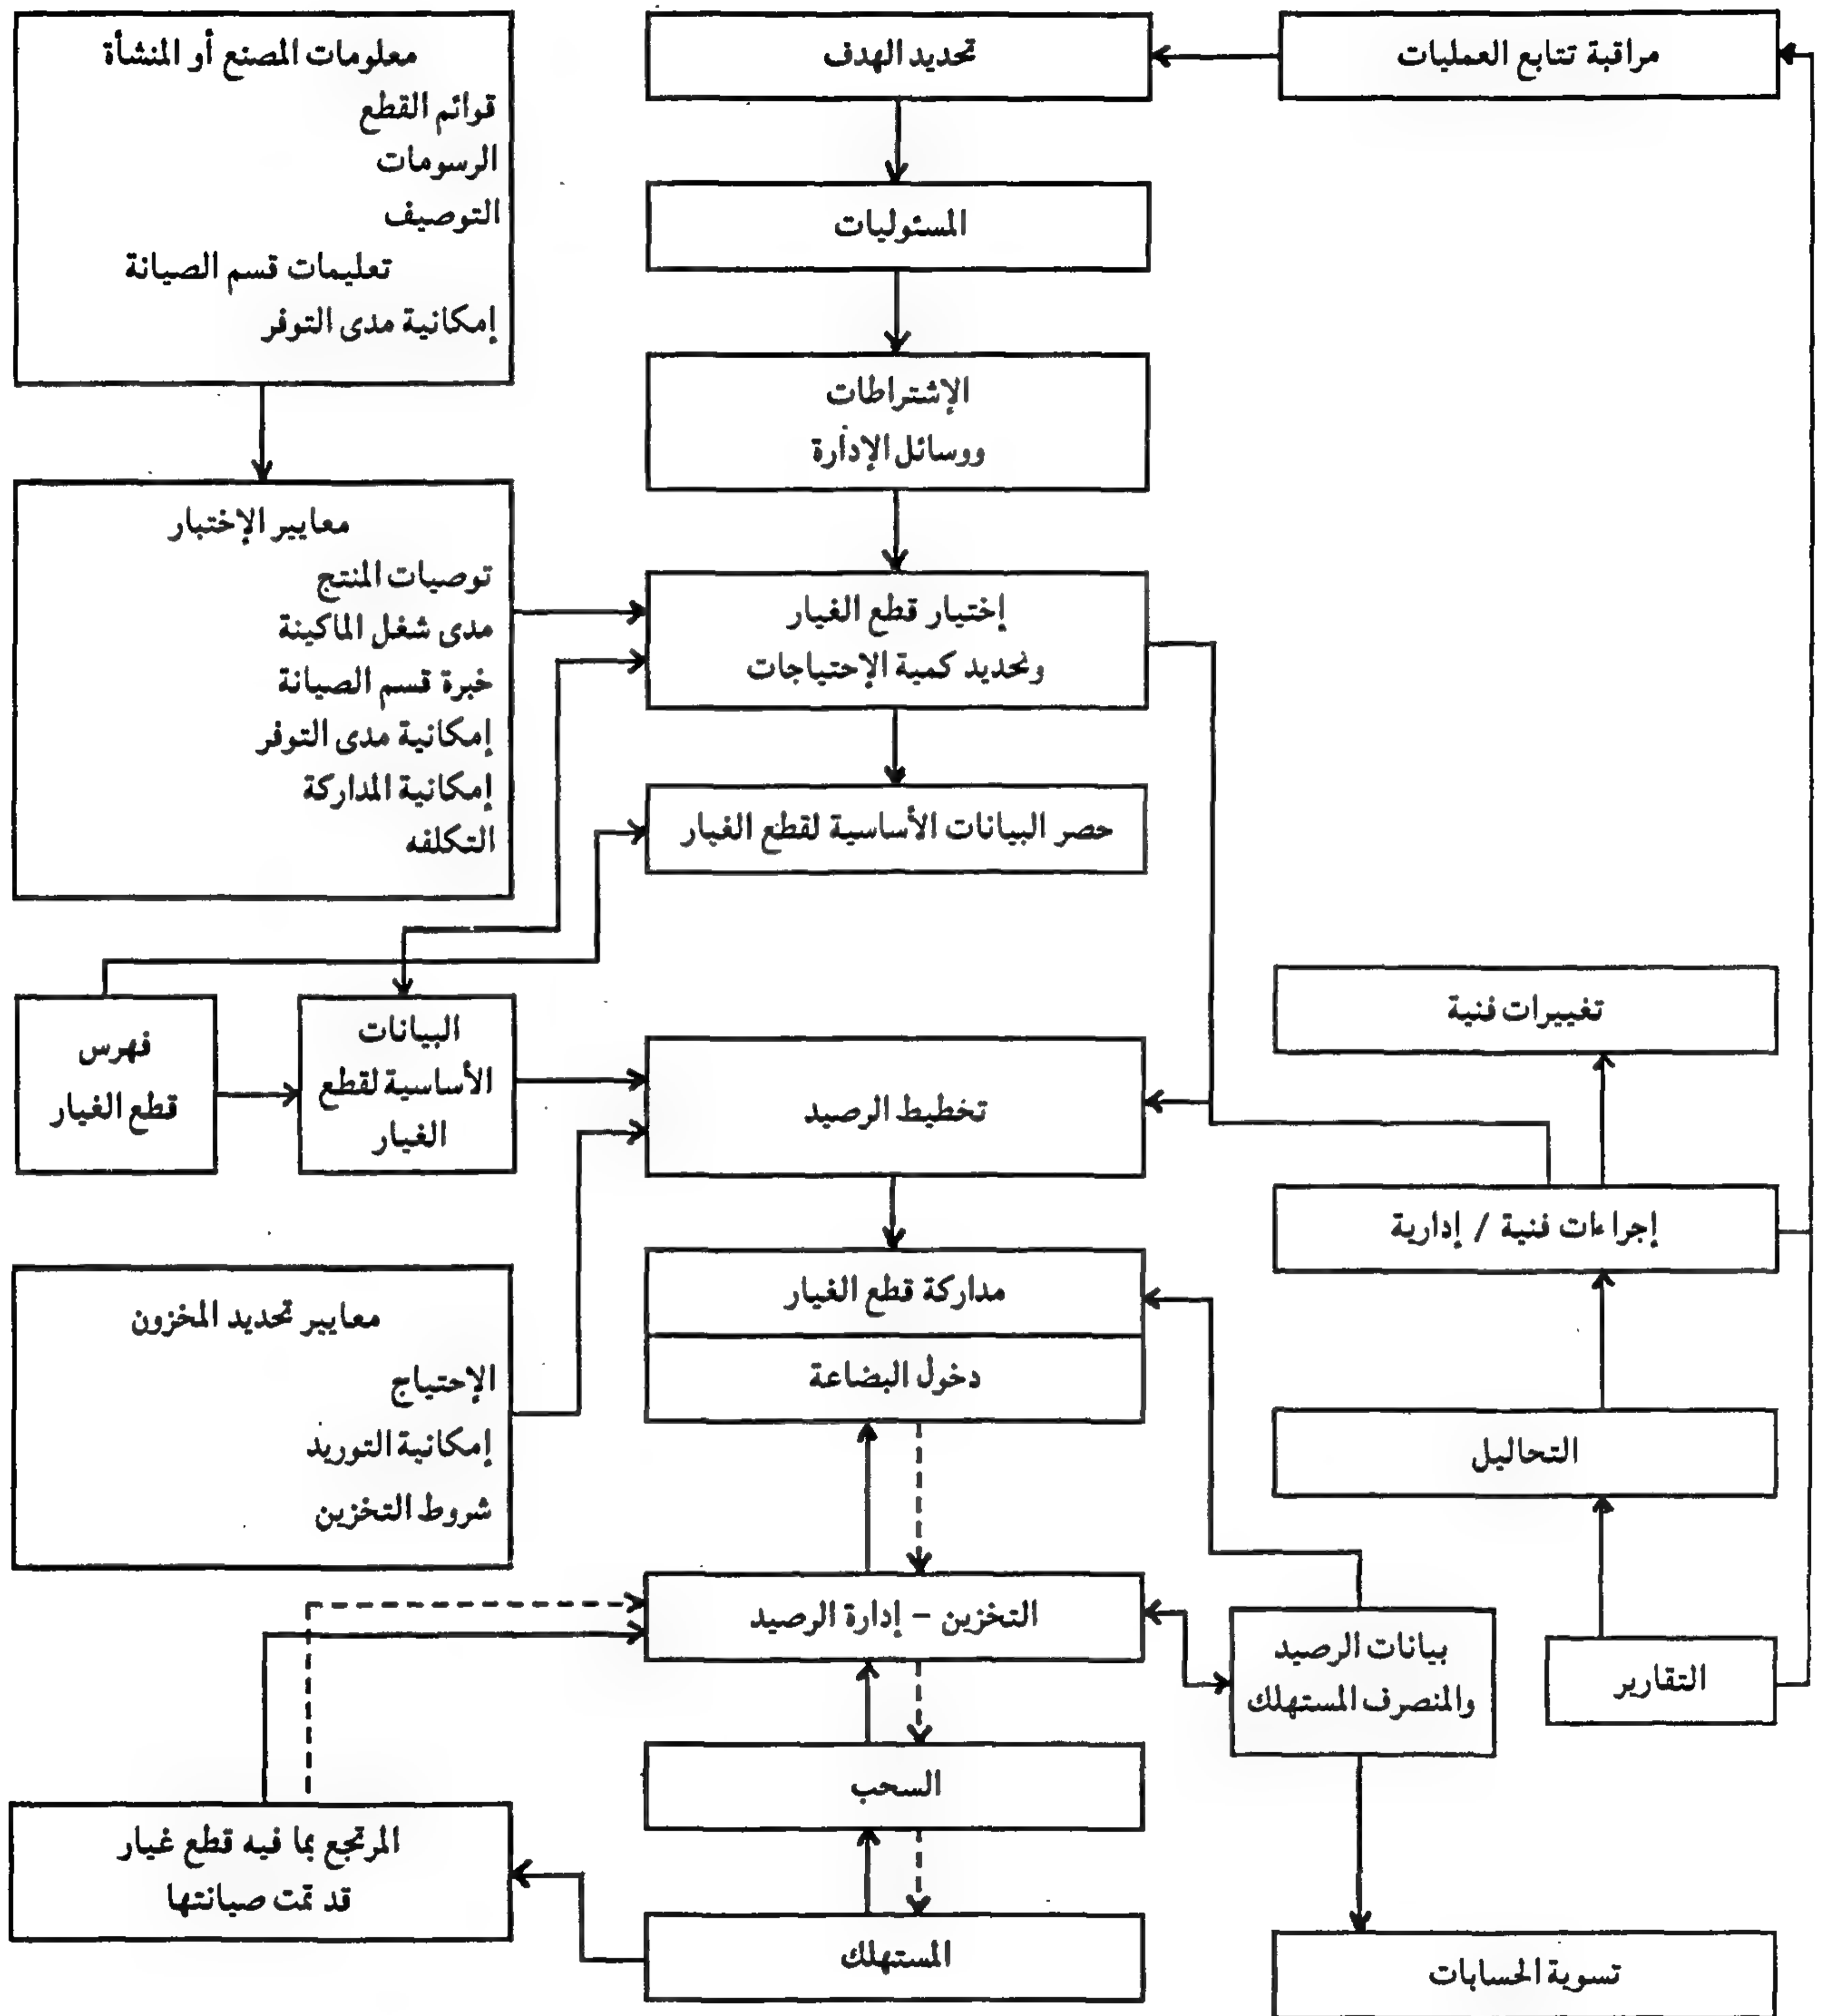 مراقبة تتابع العمليات
تحديد الهدف
معلومات المصنع أو المنشأة
قوائم القطع
الرسومات
التوصيف
تعليمات قسم الصيانة
إمكانية مدى التوفر
المسئوليات
الإشتراطات
ووسائل الإدارة
معايير الإختبار
توصيات المنتج
مدى شغل الماكينة
خبرة قسم الصيانة
إمكانية مدى التوفر
إمكانية المداركة
التكلفه
إختيار قطع الغيار
وتحديد كمية الإحتياجات
حصر البيانات الأساسية لقطع الغيار
تغييرات فنية
البيانات
الأساسية لقطع
الغيار
فهرس
قطع الغيار
تخطيط الرصيد
إجراءات فنية / إدارية
مداركة قطع الغيار
دخول البضاعة
معايير تحديد المخزون
الإحتياج
إمكانية التوريد
شروط التخزين
التحاليل
التخزين – إدارة الرصيد
التقارير
بيانات الرصيد
والمنصرف المستهلك
السحب
المرتجع بما فيه قطع غيار
قد تمت صيانتها
المستهلك
تسوية الحسابات